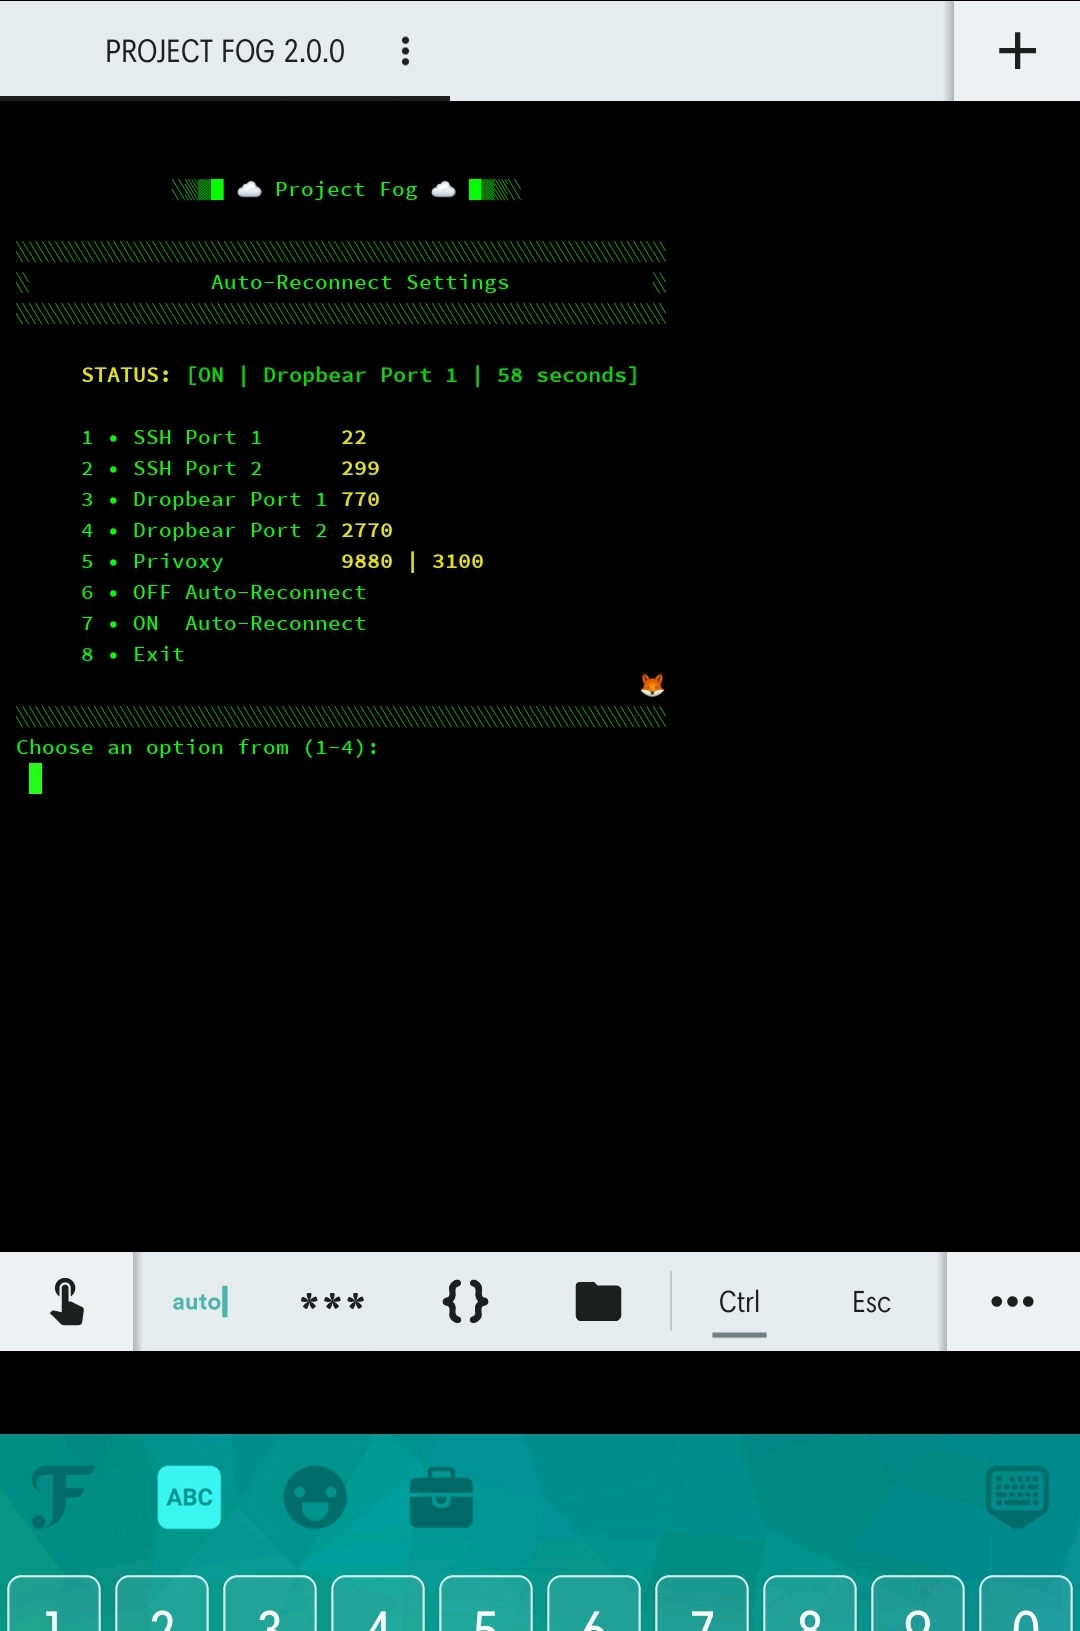 PROJECT FOG 2.0.0
Project Fog
Auto-Reconnect Settings
STATUS: [ON | Dropbear Port 1 | 58 seconds]
1 • SSH Port 1 22
2 • SSH Port 2 299
3 • Dropbear Port 1 770
4 • Dropbear Port 2 2770
5 • Privoxy 9880 | 3100
6 • OFF Auto-Reconnect
7 • ON Auto-Reconnect
8 • Exit
Choose an option from (1-4):
auto *** {} Ctrl Esc
F ABC
1 2 3 4 5 6 7 8 9 0